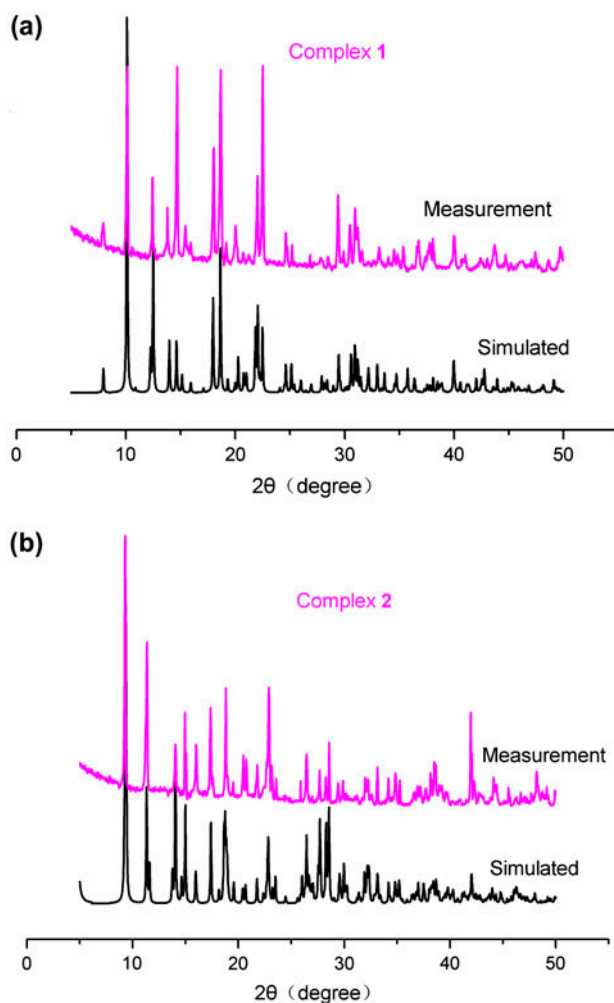 (a)
Complex 1
Measurement
Simulated
0 10 20 30 40 50
2θ（degree）
(b)
Complex 2
Measurement
Simulated
0 10 20 30 40 50
2θ（degree）